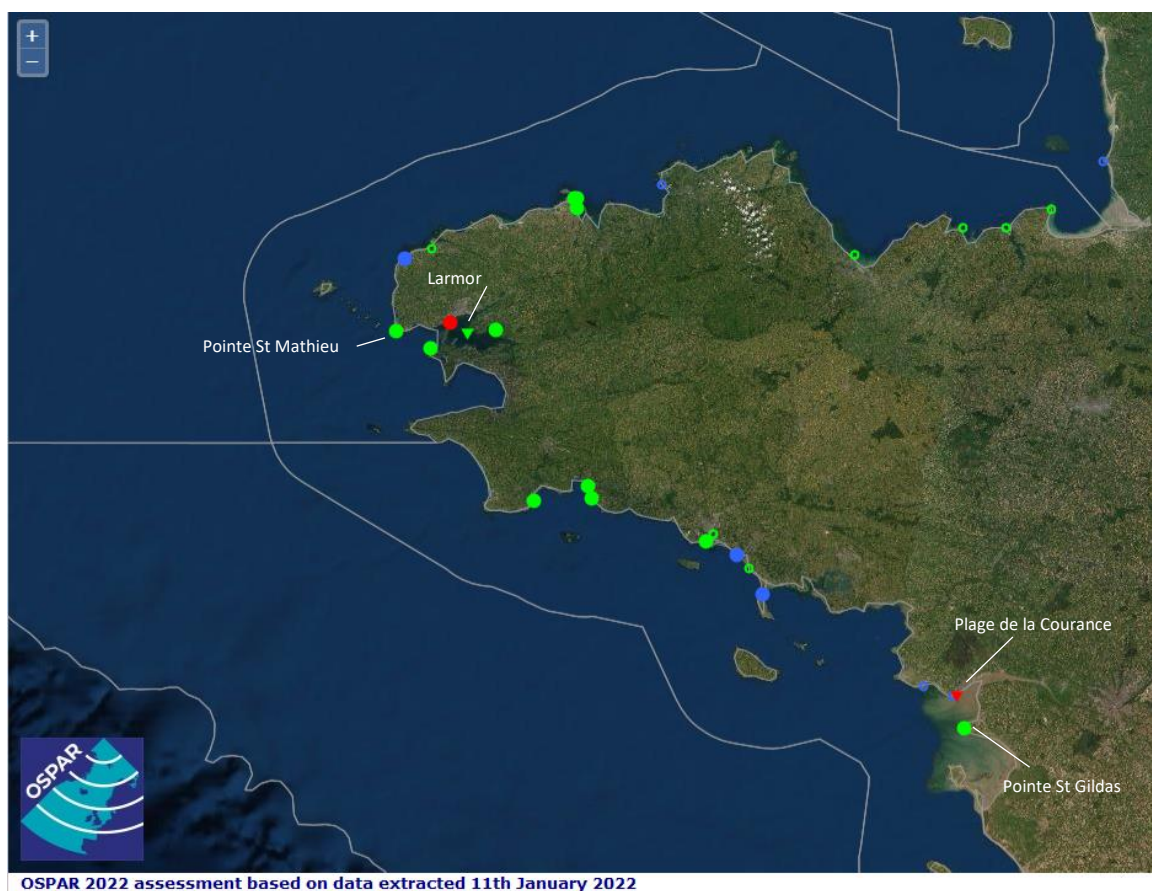 +
−
Larmor
Pointe St Mathieu
Plage de la Courance
Pointe St Gildas
OSPAR
OSPAR 2022 assessment based on data extracted 11th January 2022